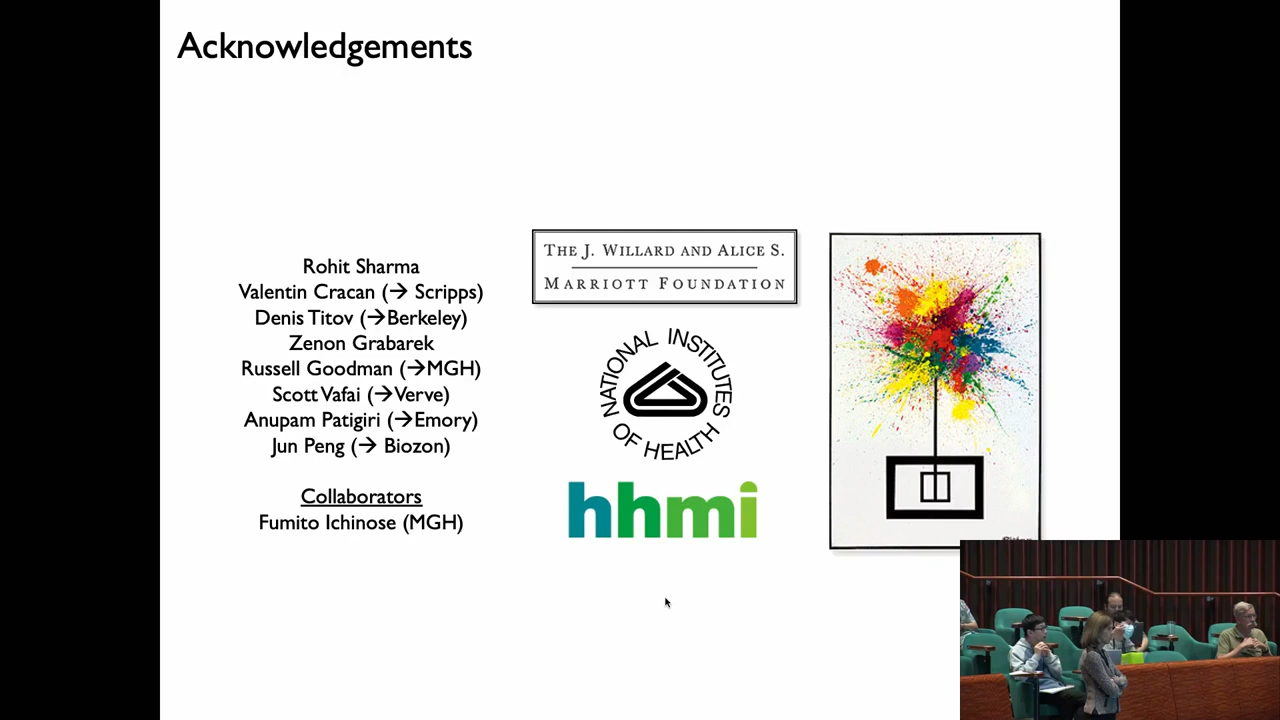 Acknowledgements
Rohit Sharma
Valentin Cracan (→ Scripps)
Denis Titov (→Berkeley)
Zenon Grabarek
Russell Goodman (→MGH)
Scott Vafai (→Verve)
Anupam Patigiri (→Emory)
Jun Peng (→ Biozon)
Collaborators
Fumito Ichinose (MGH)
THE J. WILLARD AND ALICE S.
MARRIOTT FOUNDATION
NATIONAL INSTITUTES
OF HEALTH
hhmi